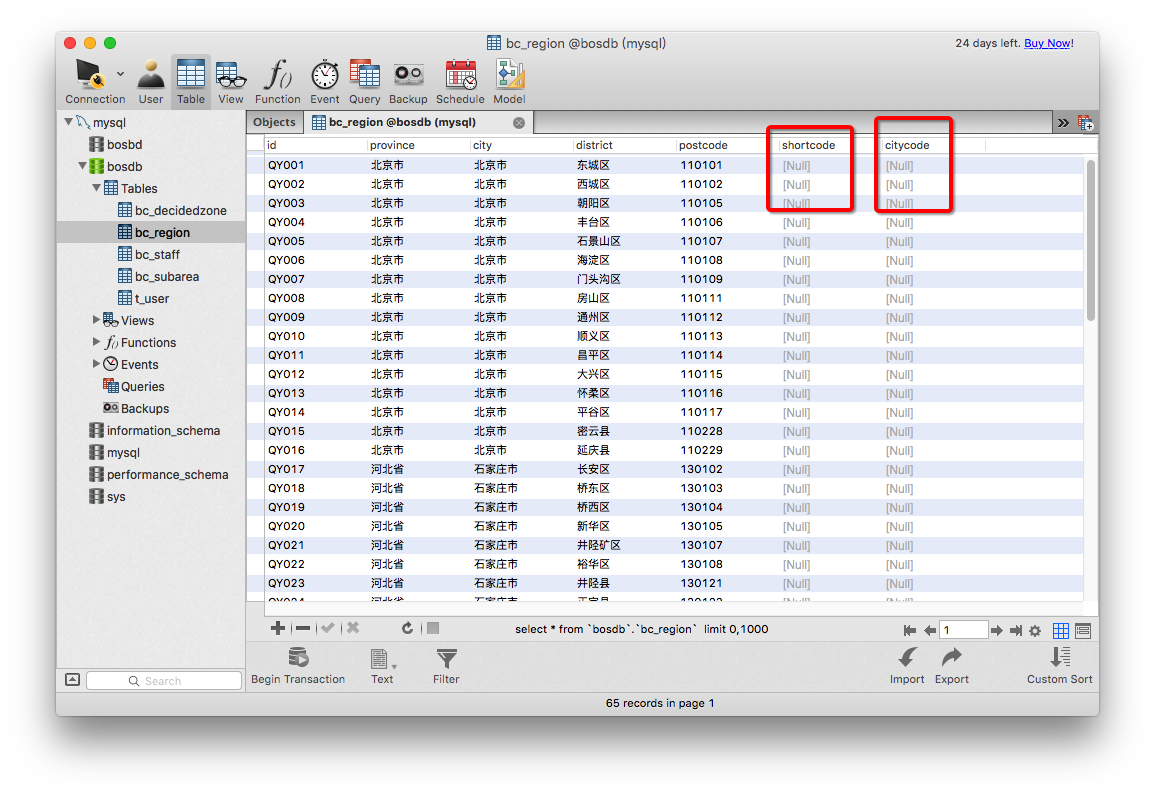 bc_region @bosdb (mysql)
24 days left. Buy Now!
Connection User Table View Function Event Query Backup Schedule Model
mysql
bosbd
bosdb
Tables
bc_decidedzone
bc_region
bc_staff
bc_subarea
t_user
Views
Functions
Events
Queries
Backups
information_schema
mysql
performance_schema
sys
Search
Objects bc_region @bosdb (mysql)
id province city district postcode shortcode citycode
QY001 北京市 北京市 东城区 110101 [Null] [Null]
QY002 北京市 北京市 西城区 110102 [Null] [Null]
QY003 北京市 北京市 朝阳区 110105 [Null] [Null]
QY004 北京市 北京市 丰台区 110106 [Null] [Null]
QY005 北京市 北京市 石景山区 110107 [Null] [Null]
QY006 北京市 北京市 海淀区 110108 [Null] [Null]
QY007 北京市 北京市 门头沟区 110109 [Null] [Null]
QY008 北京市 北京市 房山区 110111 [Null] [Null]
QY009 北京市 北京市 通州区 110112 [Null] [Null]
QY010 北京市 北京市 顺义区 110113 [Null] [Null]
QY011 北京市 北京市 昌平区 110114 [Null] [Null]
QY012 北京市 北京市 大兴区 110115 [Null] [Null]
QY013 北京市 北京市 怀柔区 110116 [Null] [Null]
QY014 北京市 北京市 平谷区 110117 [Null] [Null]
QY015 北京市 北京市 密云县 110228 [Null] [Null]
QY016 北京市 北京市 延庆县 110229 [Null] [Null]
QY017 河北省 石家庄市 长安区 130102 [Null] [Null]
QY018 河北省 石家庄市 桥东区 130103 [Null] [Null]
QY019 河北省 石家庄市 桥西区 130104 [Null] [Null]
QY020 河北省 石家庄市 新华区 130105 [Null] [Null]
QY021 河北省 石家庄市 井陉矿区 130107 [Null] [Null]
QY022 河北省 石家庄市 裕华区 130108 [Null] [Null]
QY023 河北省 石家庄市 井陉县 130121 [Null] [Null]
select * from `bosdb`.`bc_region` limit 0,1000
1
Begin Transaction Text Filter Import Export Custom Sort
65 records in page 1